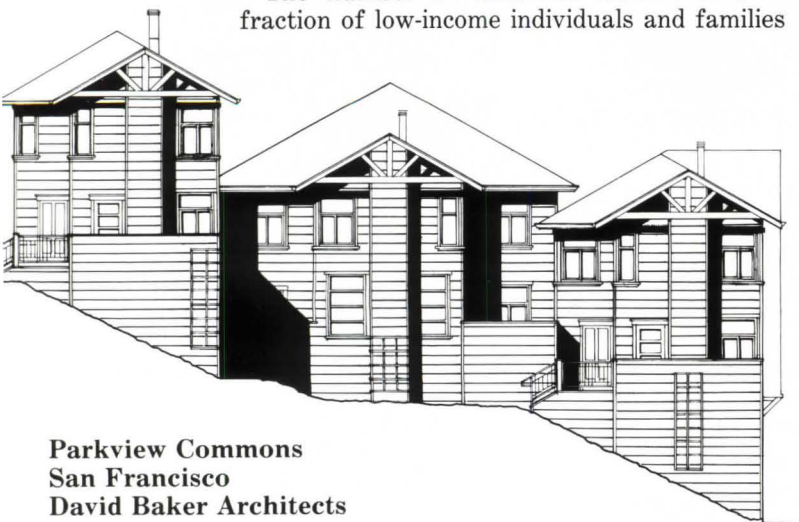 fraction of low-income individuals and families
Parkview Commons
San Francisco
David Baker Architects